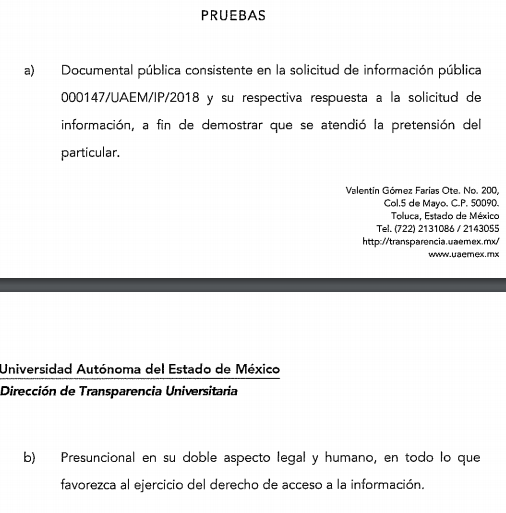 PRUEBAS
a) Documental pública consistente en la solicitud de información pública
000147/UAEM/IP/2018 y su respectiva respuesta a la solicitud de
información, a fin de demostrar que se atendió la pretensión del
particular.
Valentín Gómez Farías Ote. No. 200,
Col.5 de Mayo. C.P. 50090.
Toluca, Estado de México
Tel. (722) 2131086 / 2143055
http://transparencia.uaemex.mx/
www.uaemex.mx
Universidad Autónoma del Estado de México
Dirección de Transparencia Universitaria
b) Presuncional en su doble aspecto legal y humano, en todo lo que
favorezca al ejercicio del derecho de acceso a la información.